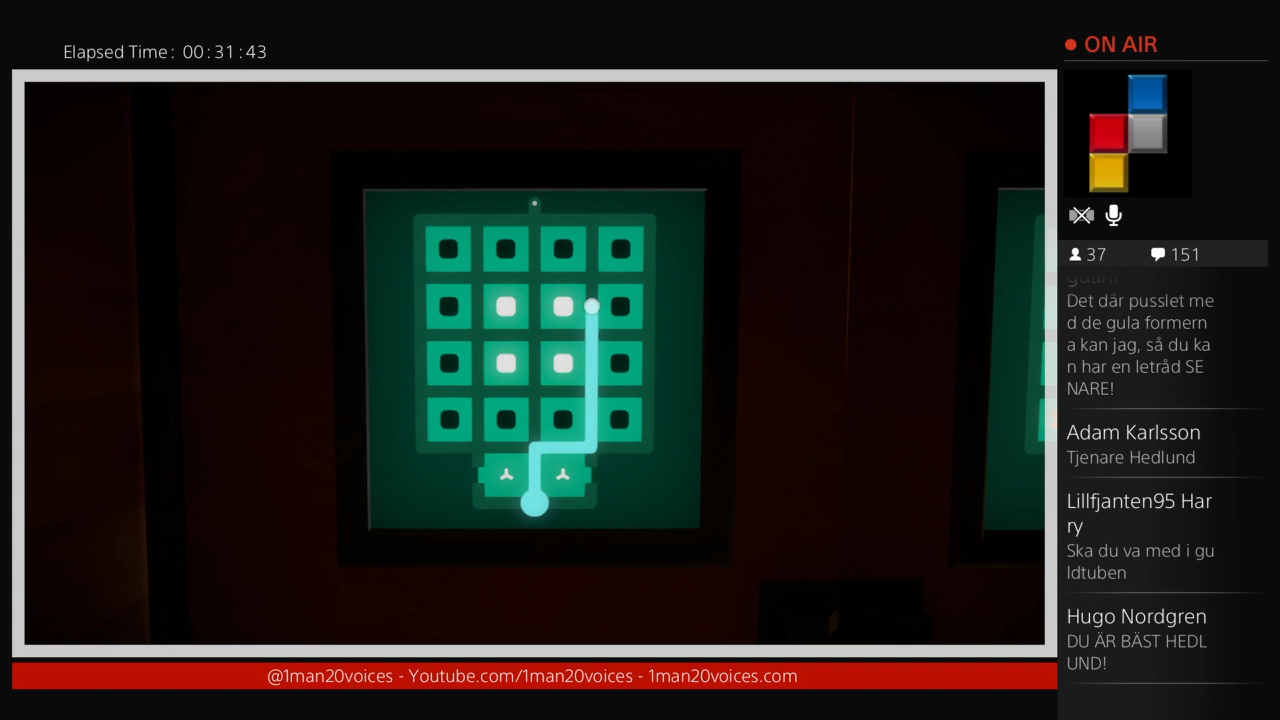 Elapsed Time: 00:31:43
ON AIR
37
151
Det där pusslet me
d de gula formern
a kan jag, så du ka
n har en letråd SE
NARE!
Adam Karlsson
Tjenare Hedlund
Lillfjanten95 Har
ry
Ska du va med i gu
ldtuben
Hugo Nordgren
DU ÄR BÄST HEDL
UND!
@1man20voices - Youtube.com/1man20voices - 1man20voices.com